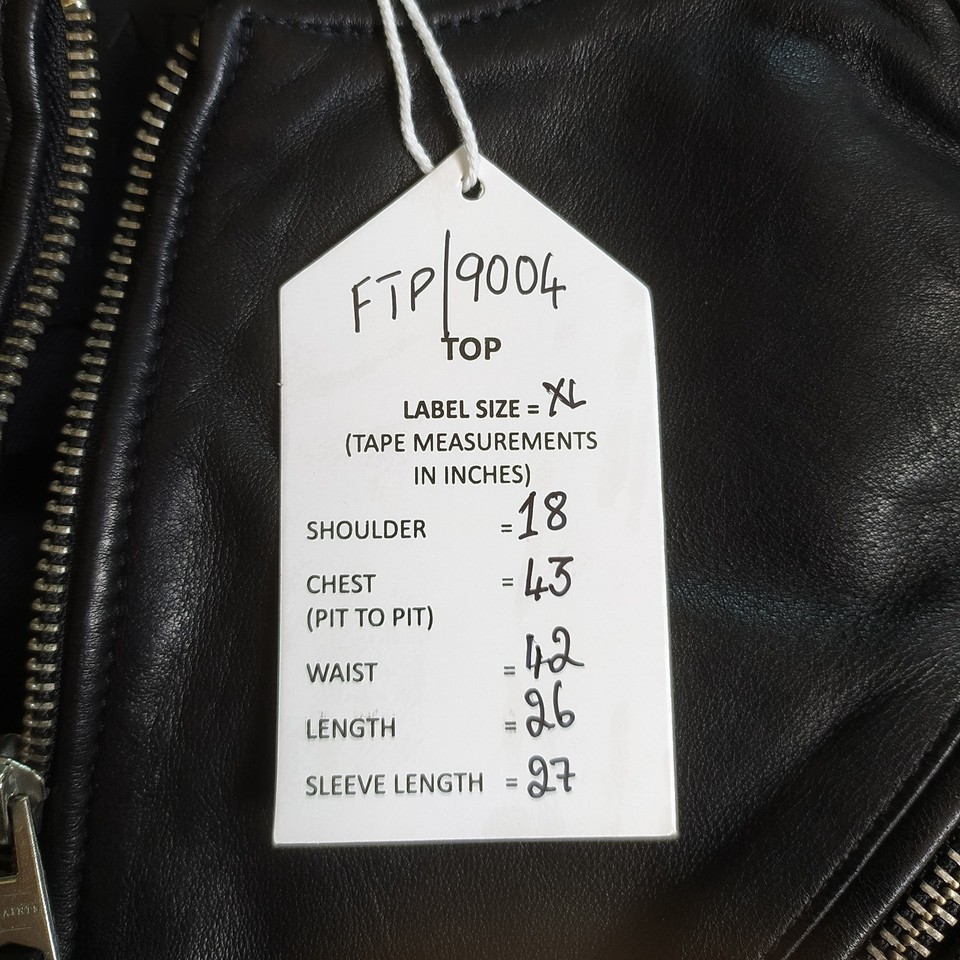 FTP/9004
TOP
LABEL SIZE = XL
(TAPE MEASUREMENTS
IN INCHES)
SHOULDER = 18
CHEST = 43
(PIT TO PIT)
WAIST = 42
LENGTH = 26
SLEEVE LENGTH = 27